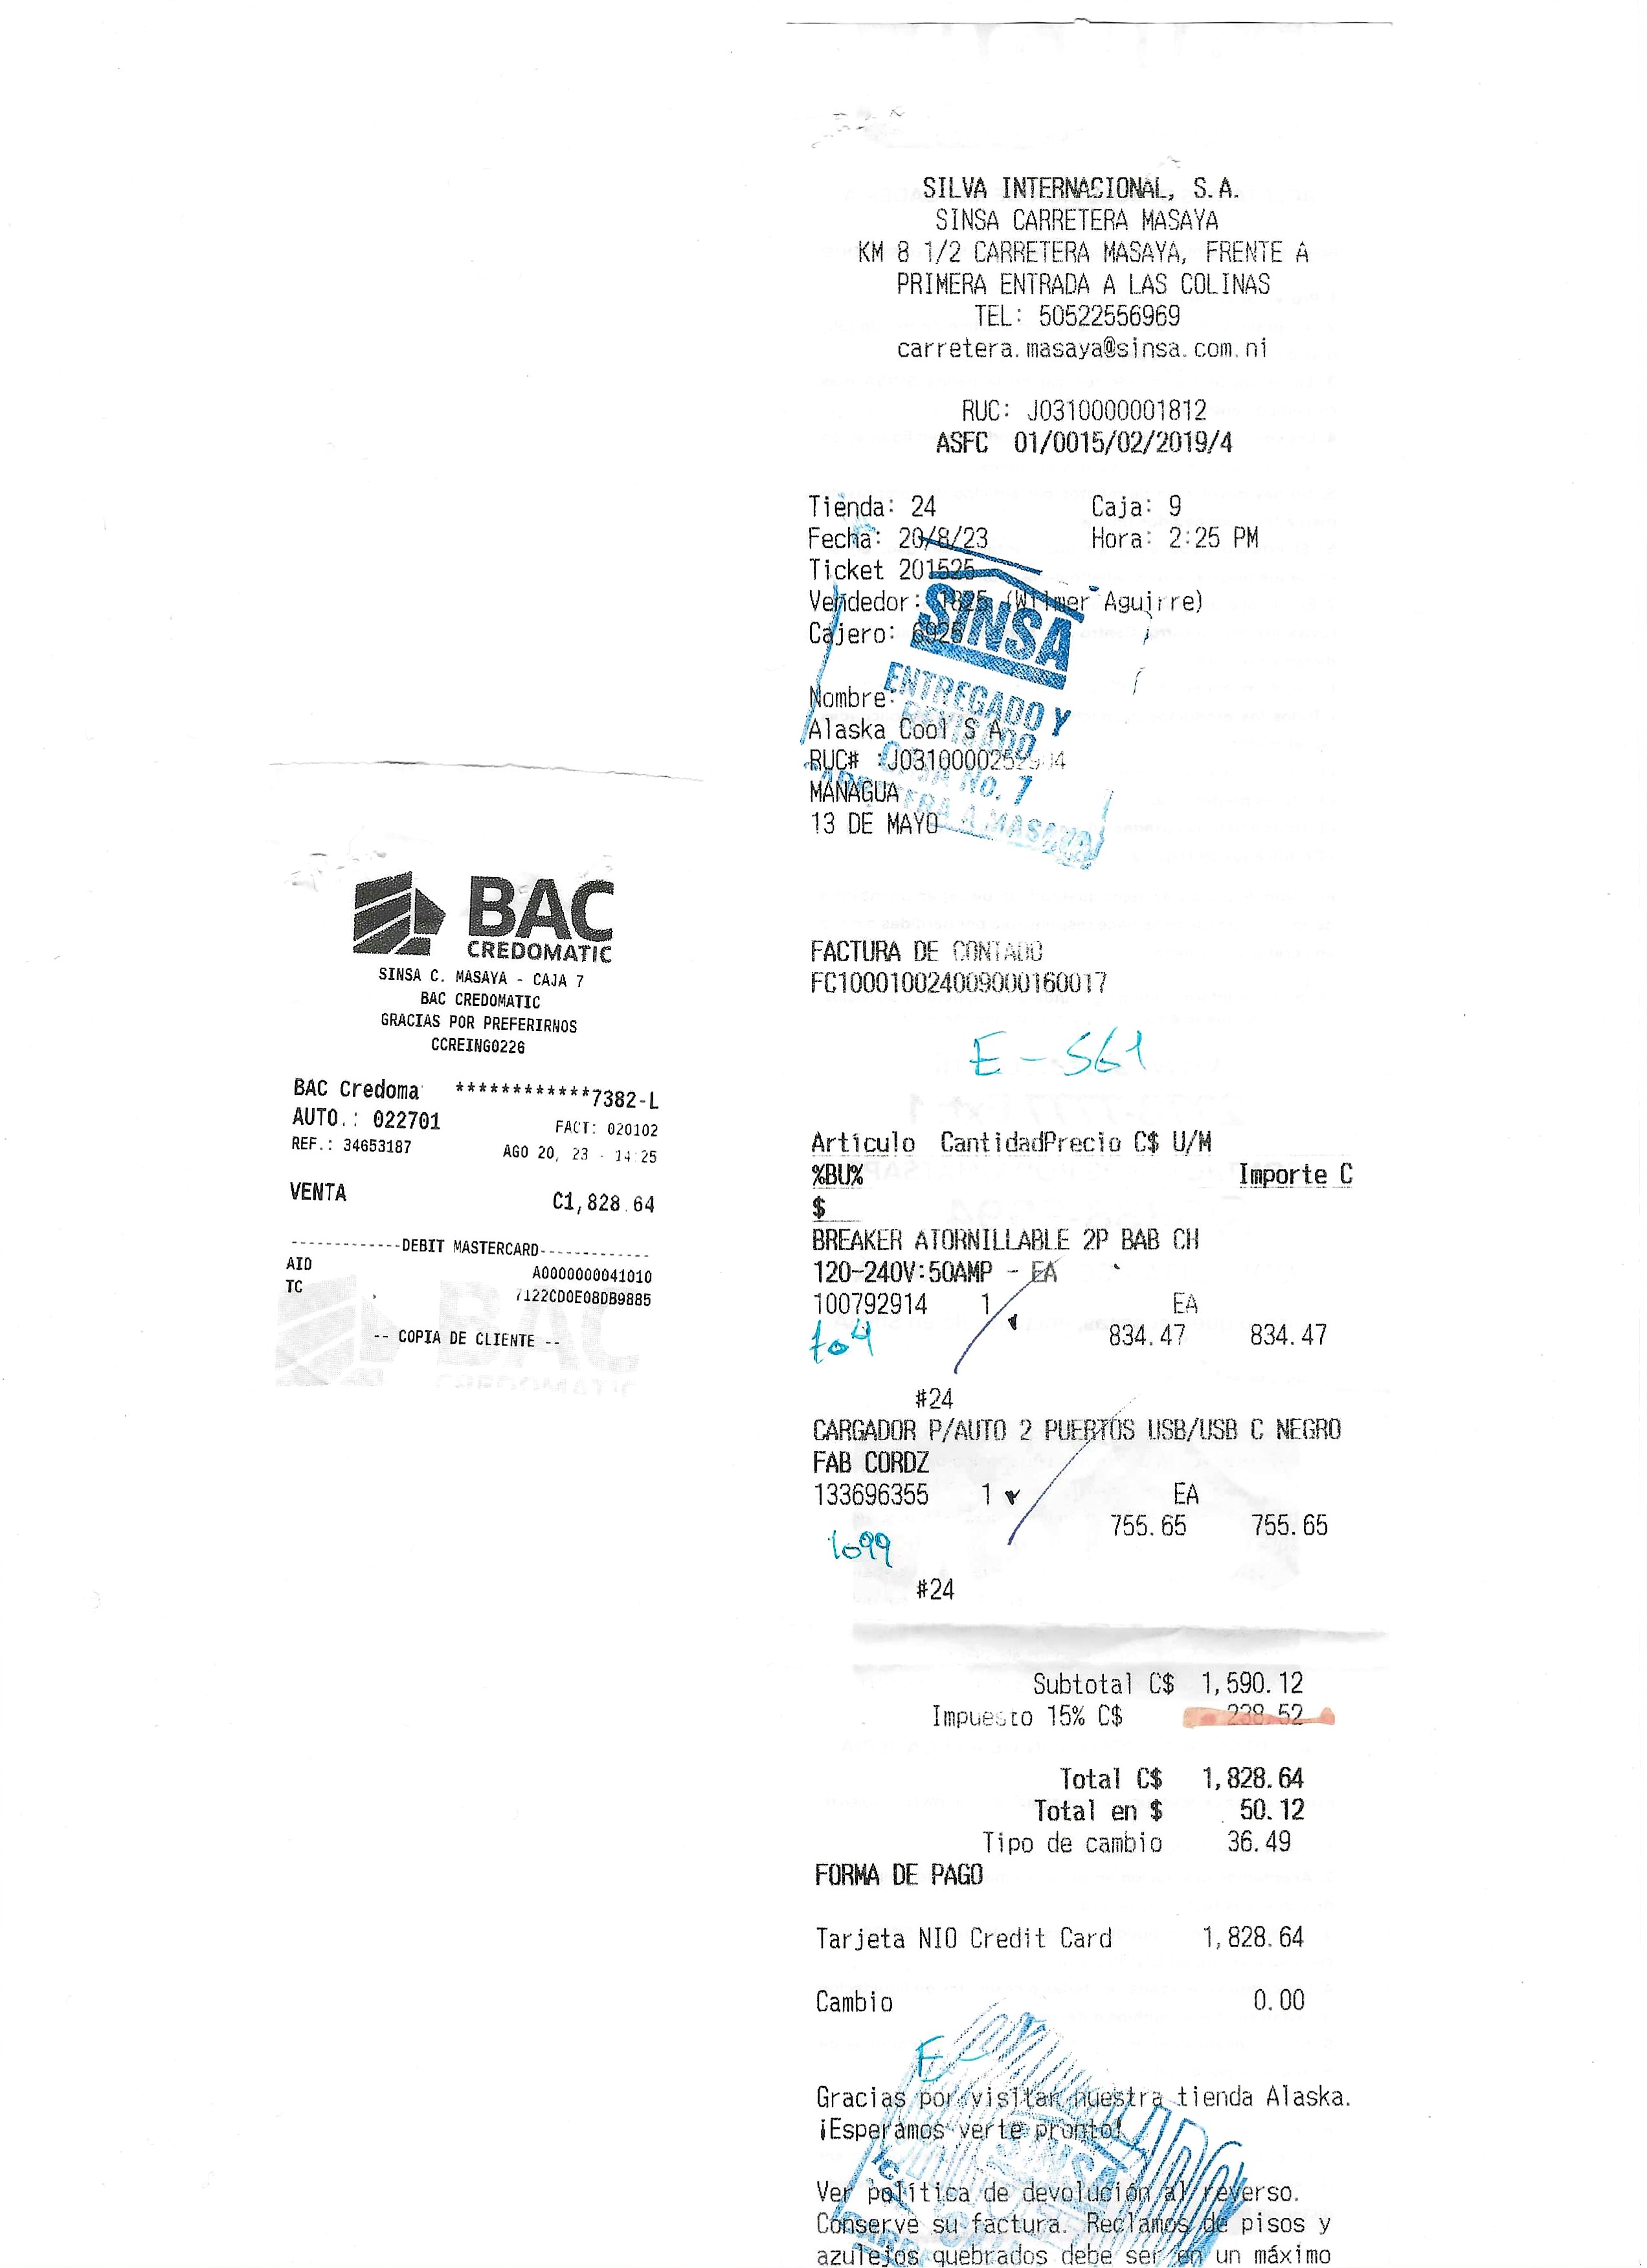 BAC
CREDOMATIC
SINSA C. MASAYA - CAJA 7
BAC CREDOMATIC
GRACIAS POR PREFERIRNOS
CCREING0226
BAC Credoma ************7382-L
AUTO.: 022701 FACT: 020102
REF.: 34653187 AGO 20, 23 - 14:25
VENTA C1,828.64
------------DEBIT MASTERCARD------------
AID A0000000041010
TC 7122CD0E08DB9885
-- COPIA DE CLIENTE --
SILVA INTERNACIONAL, S.A.
SINSA CARRETERA MASAYA
KM 8 1/2 CARRETERA MASAYA, FRENTE A
PRIMERA ENTRADA A LAS COLINAS
TEL: 50522556969
carretera.masaya@sinsa.com.ni
RUC: J0310000001812
ASFC 01/0015/02/2019/4
Tienda: 24 Caja: 9
Fecha: 20/8/23 Hora: 2:25 PM
Ticket 201525
Vendedor: (Wilmer Aguirre)
Cajero: 6925
SINSA
ENTREGADO Y
REVISADO
CAJA No. 7
CARRETERA A MASAYA
Nombre:
Alaska Cool S A
RUC# :
MANAGUA
13 DE MAYO
FACTURA DE CONTADO
FC1000100240090000160017
E - 561
Artículo CantidadPrecio C$ U/M
%BU% Importe C
$
BREAKER ATORNILLABLE 2P BAB CH
120-240V:50AMP - EA
100792914 1 EA
834.47 834.47
#24
CARGADOR P/AUTO 2 PUERTOS USB/USB C NEGRO
FAB CORDZ
133696355 1 EA
755.65 755.65
1099
#24
Subtotal C$ 1,590.12
Impuesto 15% C$ 238.52
Total C$ 1,828.64
Total en $ 50.12
Tipo de cambio 36.49
FORMA DE PAGO
Tarjeta NIO Credit Card 1,828.64
Cambio 0.00
Gracias por visitar nuestra tienda Alaska.
¡Esperamos verte pronto!
SINSA
Ver política de devolución al reverso.
Conserve su factura. Reclamos de pisos y
azulejos quebrados debe ser en un máximo